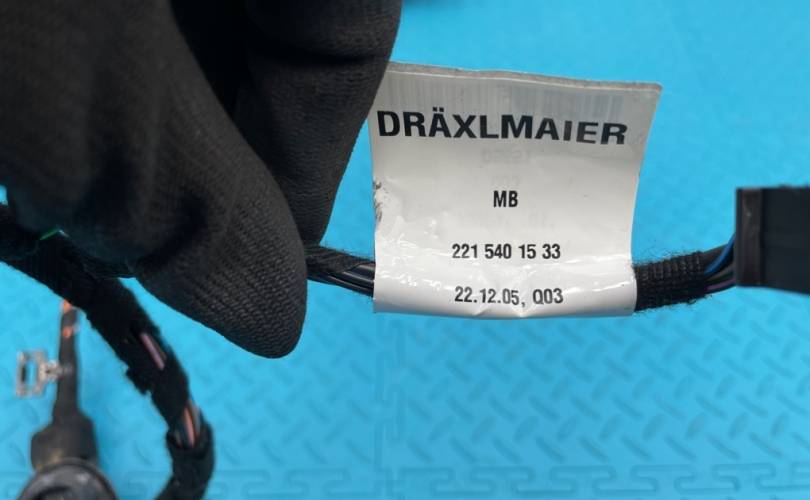 DRÄXLMAIER
MB
221 540 15 33
22.12.05, Q03